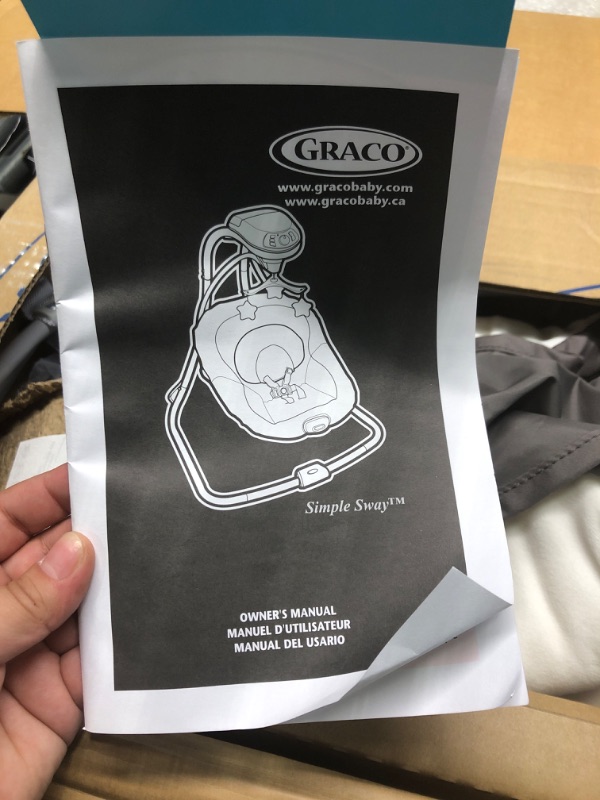 GRACO®
www.gracobaby.com
www.gracobaby.ca
Simple Sway™
OWNER'S MANUAL
MANUEL D'UTILISATEUR
MANUAL DEL USARIO